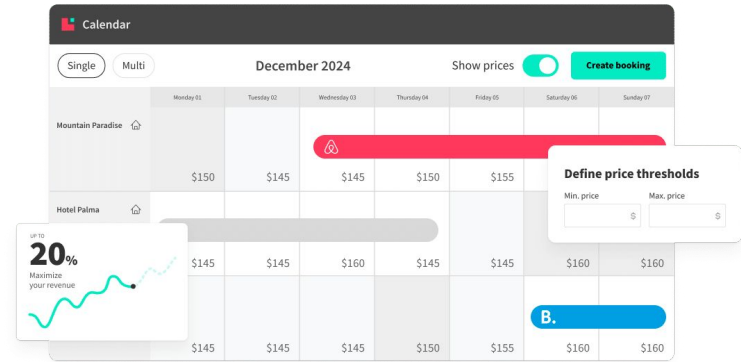 Calendar
Single Multi December 2024 Show prices Create booking
Monday 01 Tuesday 02 Wednesday 03 Thursday 04 Friday 05 Saturday 06 Sunday 07
Mountain Paradise
$150 $145 $145 $150 $155
Define price thresholds
Min. price Max. price
$ $
Hotel Palma
$145 $145 $160 $145 $145 $160 $160
UP TO
20%
Maximize
your revenue
B.
$145 $145 $145 $150 $155 $160 $160